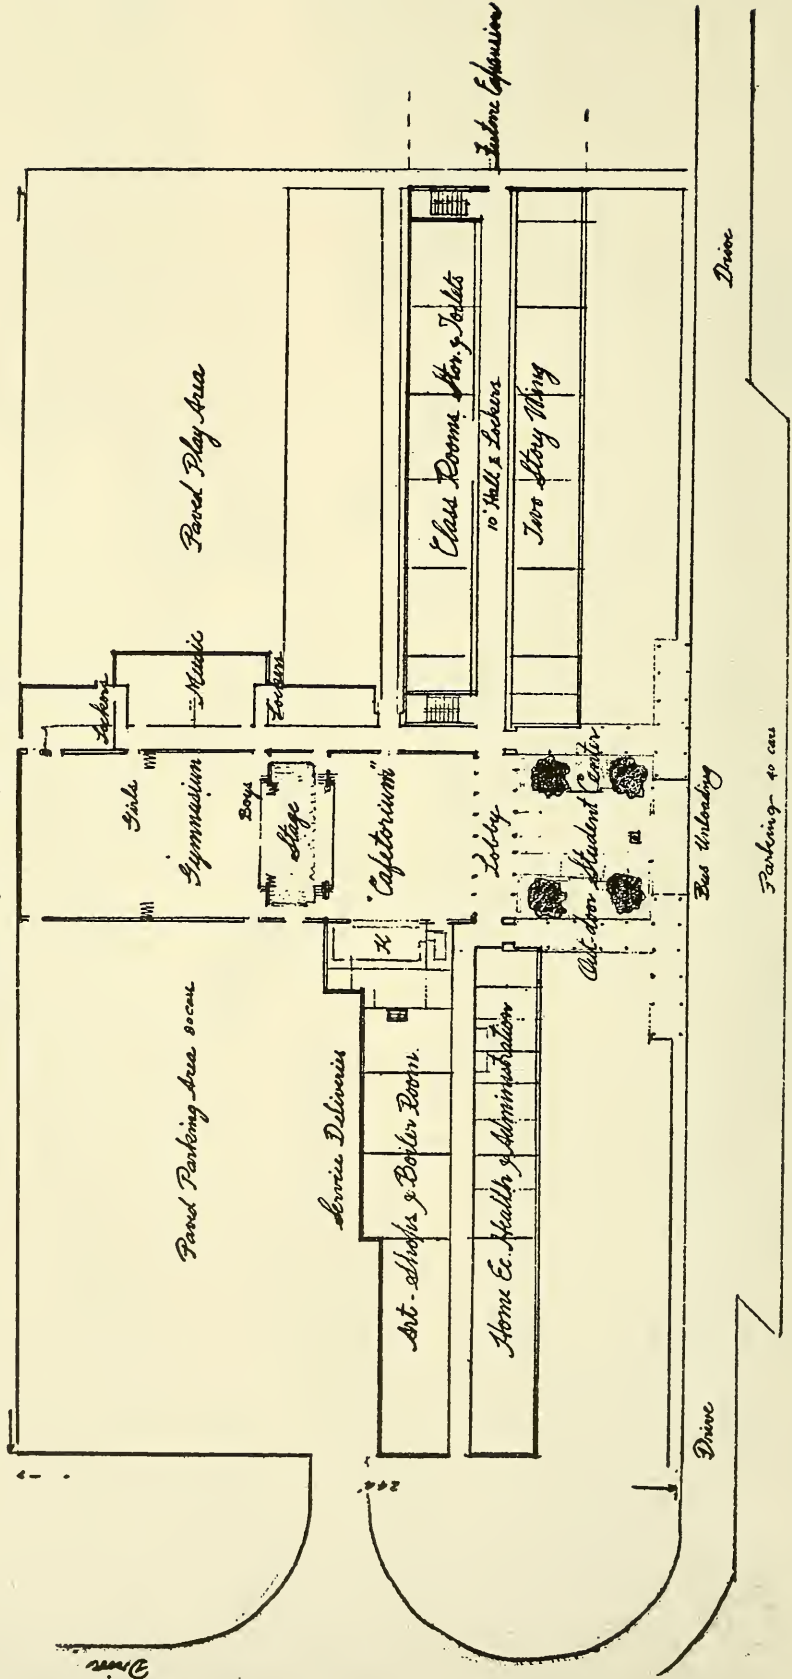 Future Expansion
Drive
Paved Play Area
Class Rooms Stor. & Toilets
10' Hall & Lockers
Two Story Wing
Lockers
Music
Lockers
Girls
Gymnasium
Boys
Stage
"Cafetorium"
Lobby
Out-door Student Center
Bus Unloading
Parking - 40 cars
K
Paved Parking Area 80 cars
Service Deliveries
Art - Shops & Boiler Room.
Home Ec. Health & Administration
244'
Drive
Drive